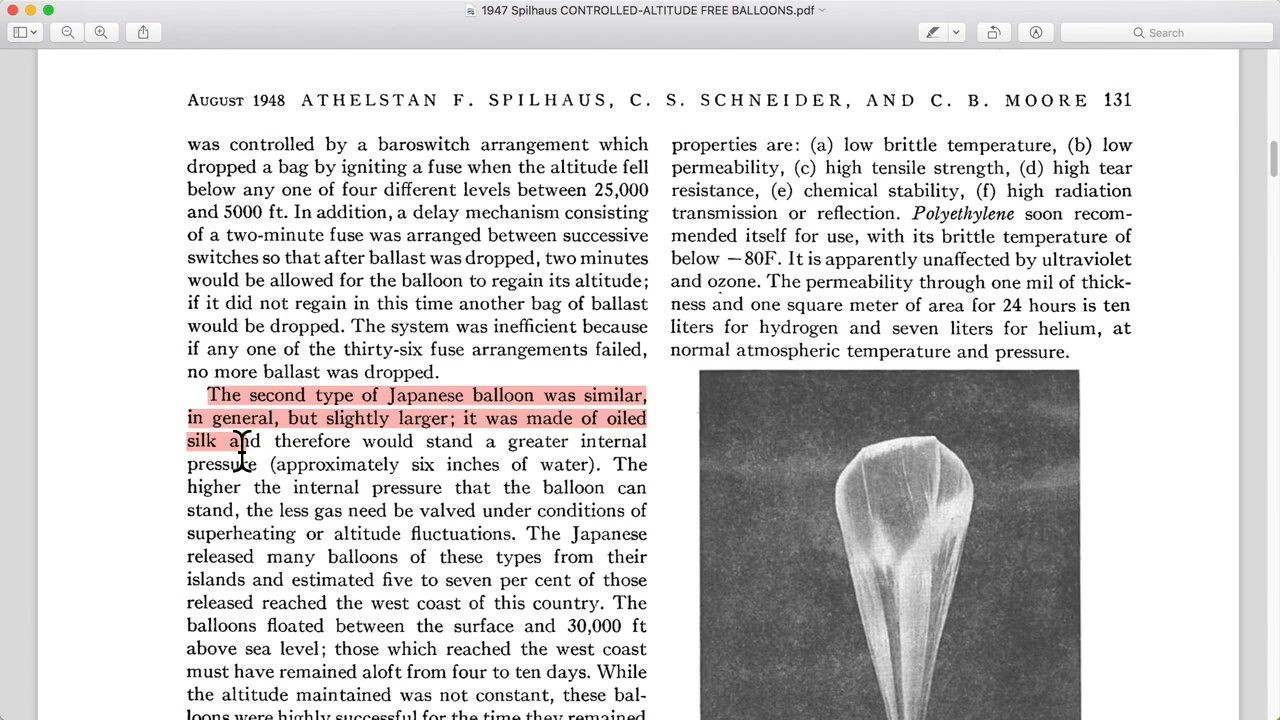 1947 Spilhaus CONTROLLED-ALTITUDE FREE BALLOONS.pdf
Search
AUGUST 1948 ATHELSTAN F. SPILHAUS, C. S. SCHNEIDER, AND C. B. MOORE 131
was controlled by a baroswitch arrangement which
dropped a bag by igniting a fuse when the altitude fell
below any one of four different levels between 25,000
and 5000 ft. In addition, a delay mechanism consisting
of a two-minute fuse was arranged between successive
switches so that after ballast was dropped, two minutes
would be allowed for the balloon to regain its altitude;
if it did not regain in this time another bag of ballast
would be dropped. The system was inefficient because
if any one of the thirty-six fuse arrangements failed,
no more ballast was dropped.
The second type of Japanese balloon was similar,
in general, but slightly larger; it was made of oiled
silk and therefore would stand a greater internal
pressure (approximately six inches of water). The
higher the internal pressure that the balloon can
stand, the less gas need be valved under conditions of
superheating or altitude fluctuations. The Japanese
released many balloons of these types from their
islands and estimated five to seven per cent of those
released reached the west coast of this country. The
balloons floated between the surface and 30,000 ft
above sea level; those which reached the west coast
must have remained aloft from four to ten days. While
the altitude maintained was not constant, these bal-
loons were highly successful for the time they remained
properties are: (a) low brittle temperature, (b) low
permeability, (c) high tensile strength, (d) high tear
resistance, (e) chemical stability, (f) high radiation
transmission or reflection. Polyethylene soon recom-
mended itself for use, with its brittle temperature of
below −80F. It is apparently unaffected by ultraviolet
and ozone. The permeability through one mil of thick-
ness and one square meter of area for 24 hours is ten
liters for hydrogen and seven liters for helium, at
normal atmospheric temperature and pressure.